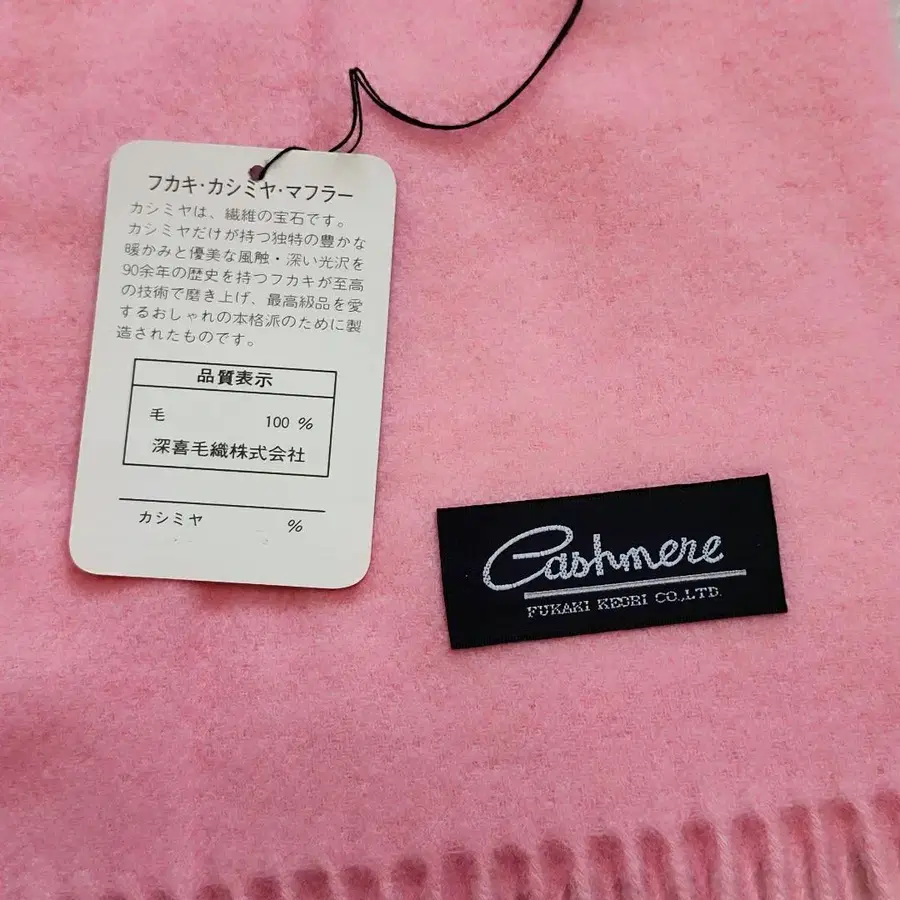 フカキ・カシミヤ・マフラー
カシミヤは、繊維の宝石です。
カシミヤだけが持つ独特の豊かな
暖かみと優美な風触・深い光沢を
90余年の歴史を持つフカキが至高
の技術で磨き上げ、最高級品を愛
するおしゃれの本格派のために製
造されたものです。
品質表示
毛 100 %
深喜毛織株式会社
カシミヤ %
Cashmere
FUKAKI KEORI CO.,LTD.